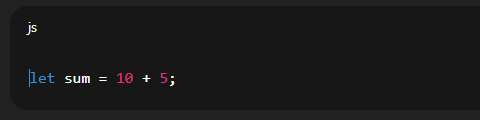 js
let sum = 10 + 5;